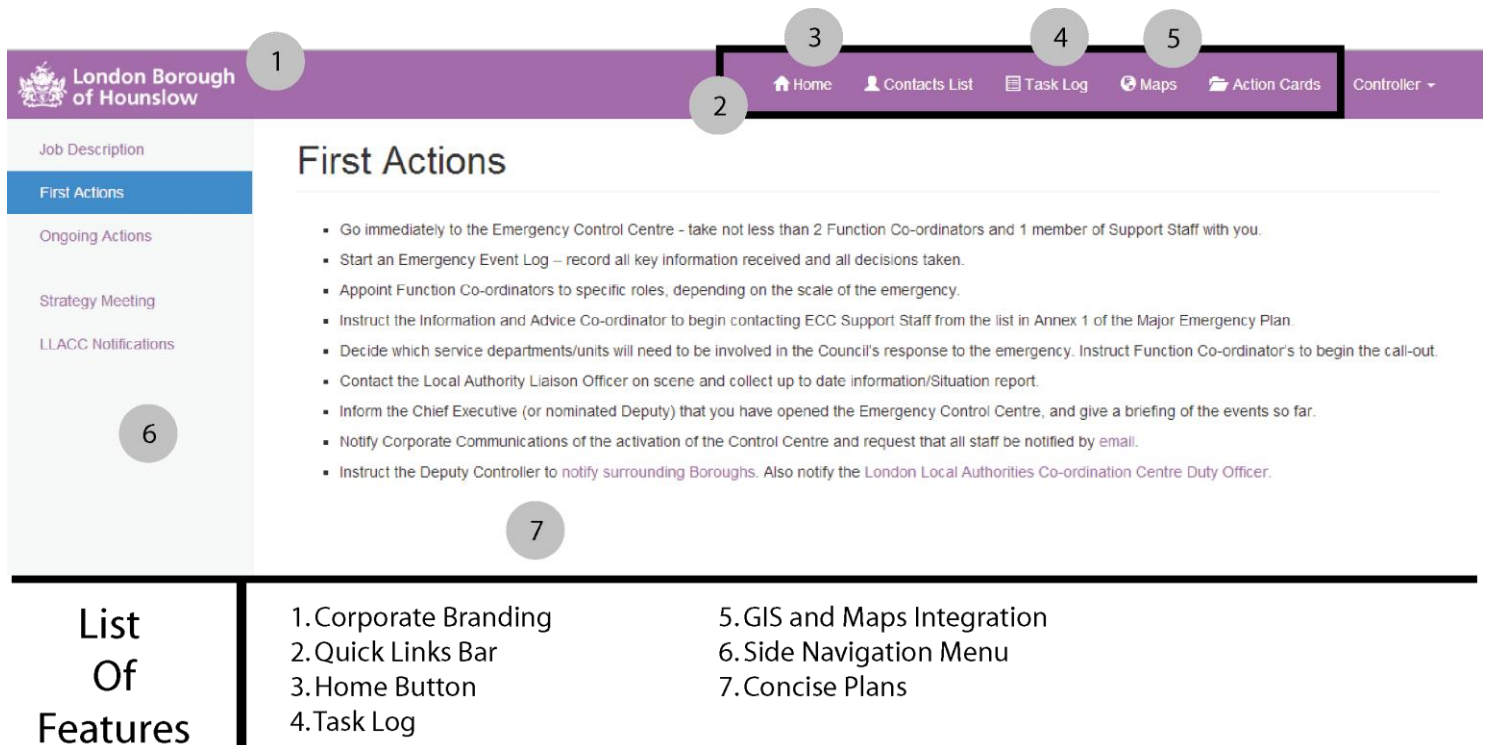 3
4
5
1
London Borough
of Hounslow
2
Home Contacts List Task Log Maps Action Cards Controller
Job Description
First Actions
Ongoing Actions
Strategy Meeting
LLACC Notifications
6
First Actions
Go immediately to the Emergency Control Centre - take not less than 2 Function Co-ordinators and 1 member of Support Staff with you.
Start an Emergency Event Log – record all key information received and all decisions taken.
Appoint Function Co-ordinators to specific roles, depending on the scale of the emergency.
Instruct the Information and Advice Co-ordinator to begin contacting ECC Support Staff from the list in Annex 1 of the Major Emergency Plan.
Decide which service departments/units will need to be involved in the Council's response to the emergency. Instruct Function Co-ordinator's to begin the call-out.
Contact the Local Authority Liaison Officer on scene and collect up to date information/Situation report.
Inform the Chief Executive (or nominated Deputy) that you have opened the Emergency Control Centre, and give a briefing of the events so far.
Notify Corporate Communications of the activation of the Control Centre and request that all staff be notified by email.
Instruct the Deputy Controller to notify surrounding Boroughs. Also notify the London Local Authorities Co-ordination Centre Duty Officer.
7
List
Of
Features
1.Corporate Branding
2.Quick Links Bar
3.Home Button
4.Task Log
5.GIS and Maps Integration
6.Side Navigation Menu
7.Concise Plans